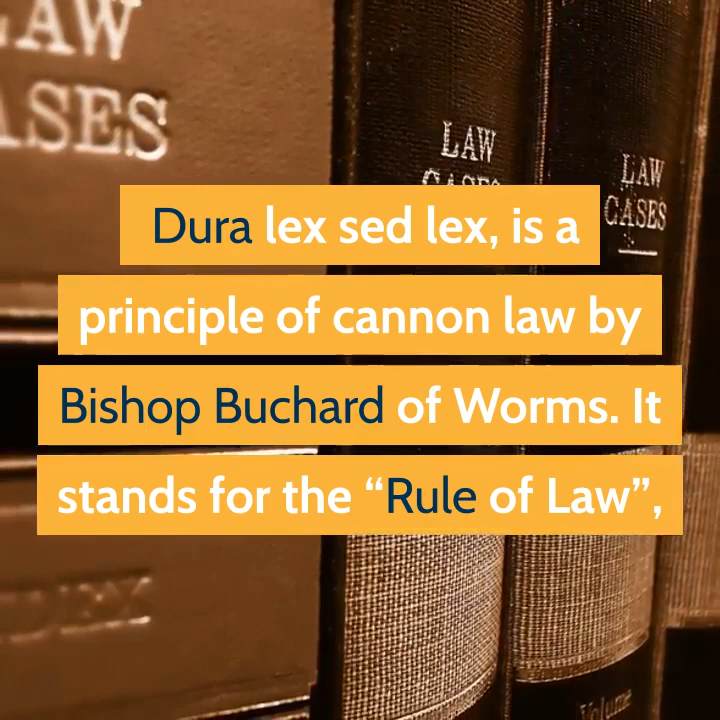 LAW
CASES
LAW
LAW
CASES
Dura lex sed lex, is a
principle of cannon law by
Bishop Buchard of Worms. It
stands for the “Rule of Law”,
Volume